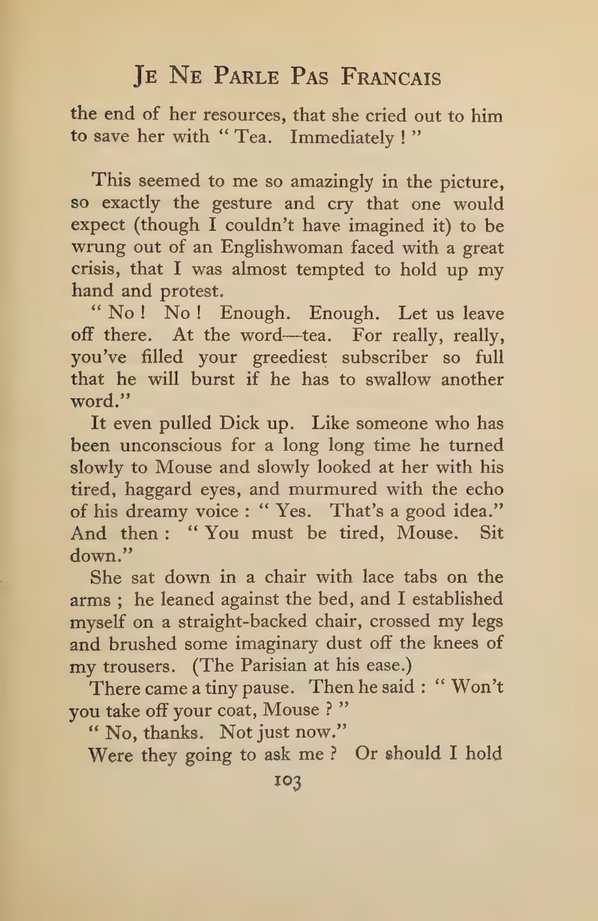 JE NE PARLE PAS FRANCAIS
the end of her resources, that she cried out to him
to save her with “ Tea. Immediately ! ”
This seemed to me so amazingly in the picture,
so exactly the gesture and cry that one would
expect (though I couldn’t have imagined it) to be
wrung out of an Englishwoman faced with a great
crisis, that I was almost tempted to hold up my
hand and protest.
“ No ! No ! Enough. Enough. Let us leave
off there. At the word—tea. For really, really,
you’ve filled your greediest subscriber so full
that he will burst if he has to swallow another
word.”
It even pulled Dick up. Like someone who has
been unconscious for a long long time he turned
slowly to Mouse and slowly looked at her with his
tired, haggard eyes, and murmured with the echo
of his dreamy voice : “ Yes. That’s a good idea.”
And then : “ You must be tired, Mouse. Sit
down.”
She sat down in a chair with lace tabs on the
arms ; he leaned against the bed, and I established
myself on a straight-backed chair, crossed my legs
and brushed some imaginary dust off the knees of
my trousers. (The Parisian at his ease.)
There came a tiny pause. Then he said : “ Won’t
you take off your coat, Mouse ? ”
“ No, thanks. Not just now.”
Were they going to ask me ? Or should I hold
103